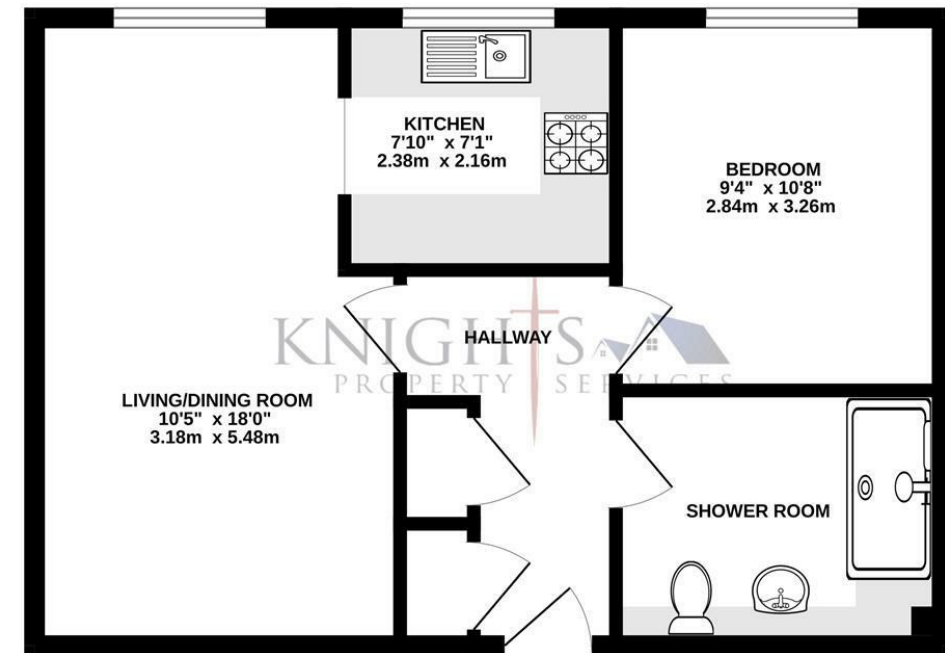 KITCHEN
7'10" x 7'1"
2.38m x 2.16m
BEDROOM
9'4" x 10'8"
2.84m x 3.26m
HALLWAY
KNIGHTS
PROPERTY SERVICES
LIVING/DINING ROOM
10'5" x 18'0"
3.18m x 5.48m
SHOWER ROOM